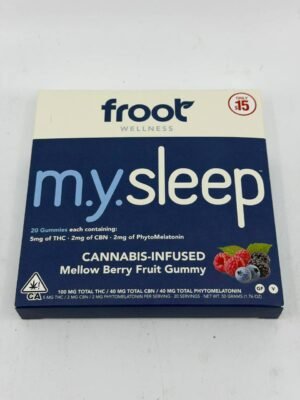 froot
WELLNESS
ONLY
$15
m.y.sleep
20 Gummies each containing:
5mg of THC · 2mg of CBN · 2mg of PhytoMelatonin
CANNABIS-INFUSED
Mellow Berry Fruit Gummy
100 MG TOTAL THC / 40 MG TOTAL CBN / 40 MG TOTAL PHYTOMELATONIN
5 MG THC / 2 MG CBN / 2 MG PHYTOMELATONIN PER SERVING · 20 SERVINGS · NET WT. 50 GRAMS (1.76 OZ)
CA
GF
V